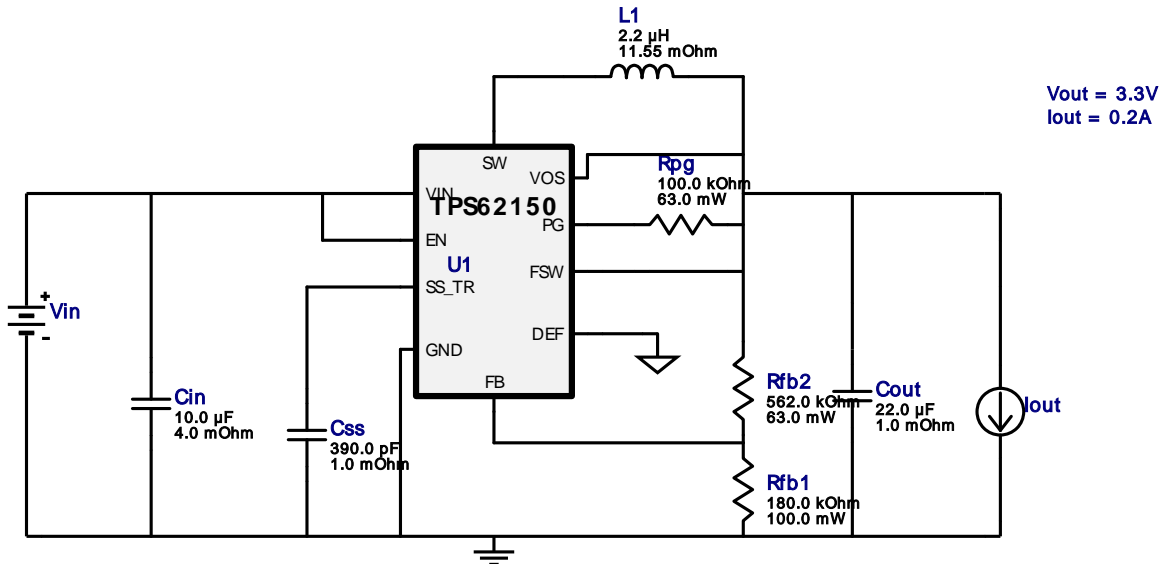 L1
2.2 µH
11.55 mOhm
Vout = 3.3V
Iout = 0.2A
SW
VOS
Rpg
100.0 kOhm
63.0 mW
VIN
TPS62150
PG
EN
U1
FSW
SS_TR
+
Vin
-
DEF
GND
FB
Cin
10.0 µF
4.0 mOhm
Css
390.0 pF
1.0 mOhm
Rfb2
562.0 kOhm
63.0 mW
Cout
22.0 µF
1.0 mOhm
Iout
Rfb1
180.0 kOhm
100.0 mW